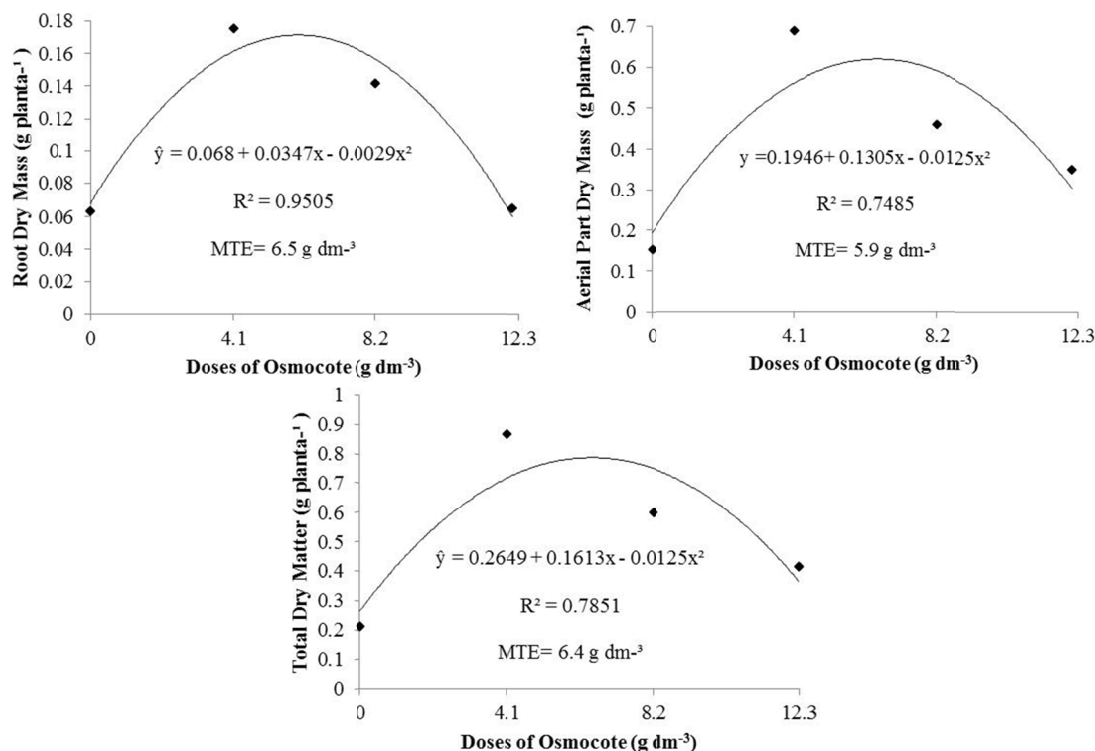 Root Dry Mass (g planta-¹)
0.18
0.16
0.14
0.12
0.1
0.08
0.06
0.04
0.02
0
ŷ = 0.068 + 0.0347x - 0.0029x²
R² = 0.9505
MTE= 6.5 g dm-³
0 4.1 8.2 12.3
Doses of Osmocote (g dm-³)
Aerial Part Dry Mass (g planta-¹)
0.7
0.6
0.5
0.4
0.3
0.2
0.1
0
y =0.1946+ 0.1305x - 0.0125x²
R² = 0.7485
MTE= 5.9 g dm-³
0 4.1 8.2 12.3
Doses of Osmocote (g dm-³)
Total Dry Matter (g planta-¹ )
1
0.9
0.8
0.7
0.6
0.5
0.4
0.3
0.2
0.1
0
ŷ = 0.2649 + 0.1613x - 0.0125x²
R² = 0.7851
MTE= 6.4 g dm-³
0 4.1 8.2 12.3
Doses of Osmocote (g dm-³)